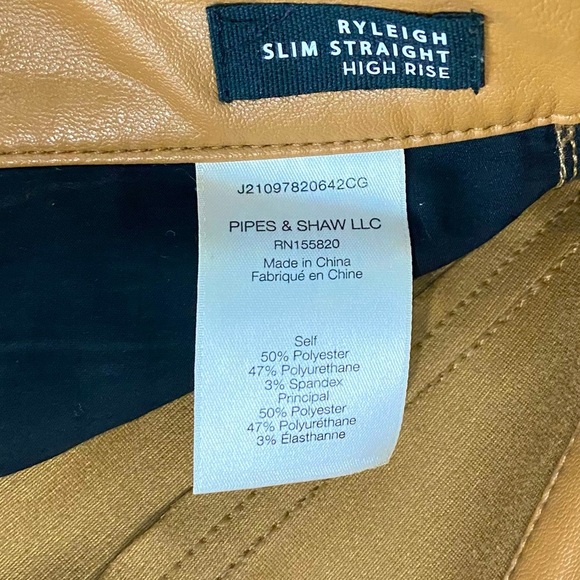 RYLEIGH
SLIM STRAIGHT
HIGH RISE
J21097820642CG
PIPES & SHAW LLC
RN155820
Made in China
Fabriqué en Chine
Self
50% Polyester
47% Polyurethane
3% Spandex
Principal
50% Polyester
47% Polyuréthane
3% Élasthanne